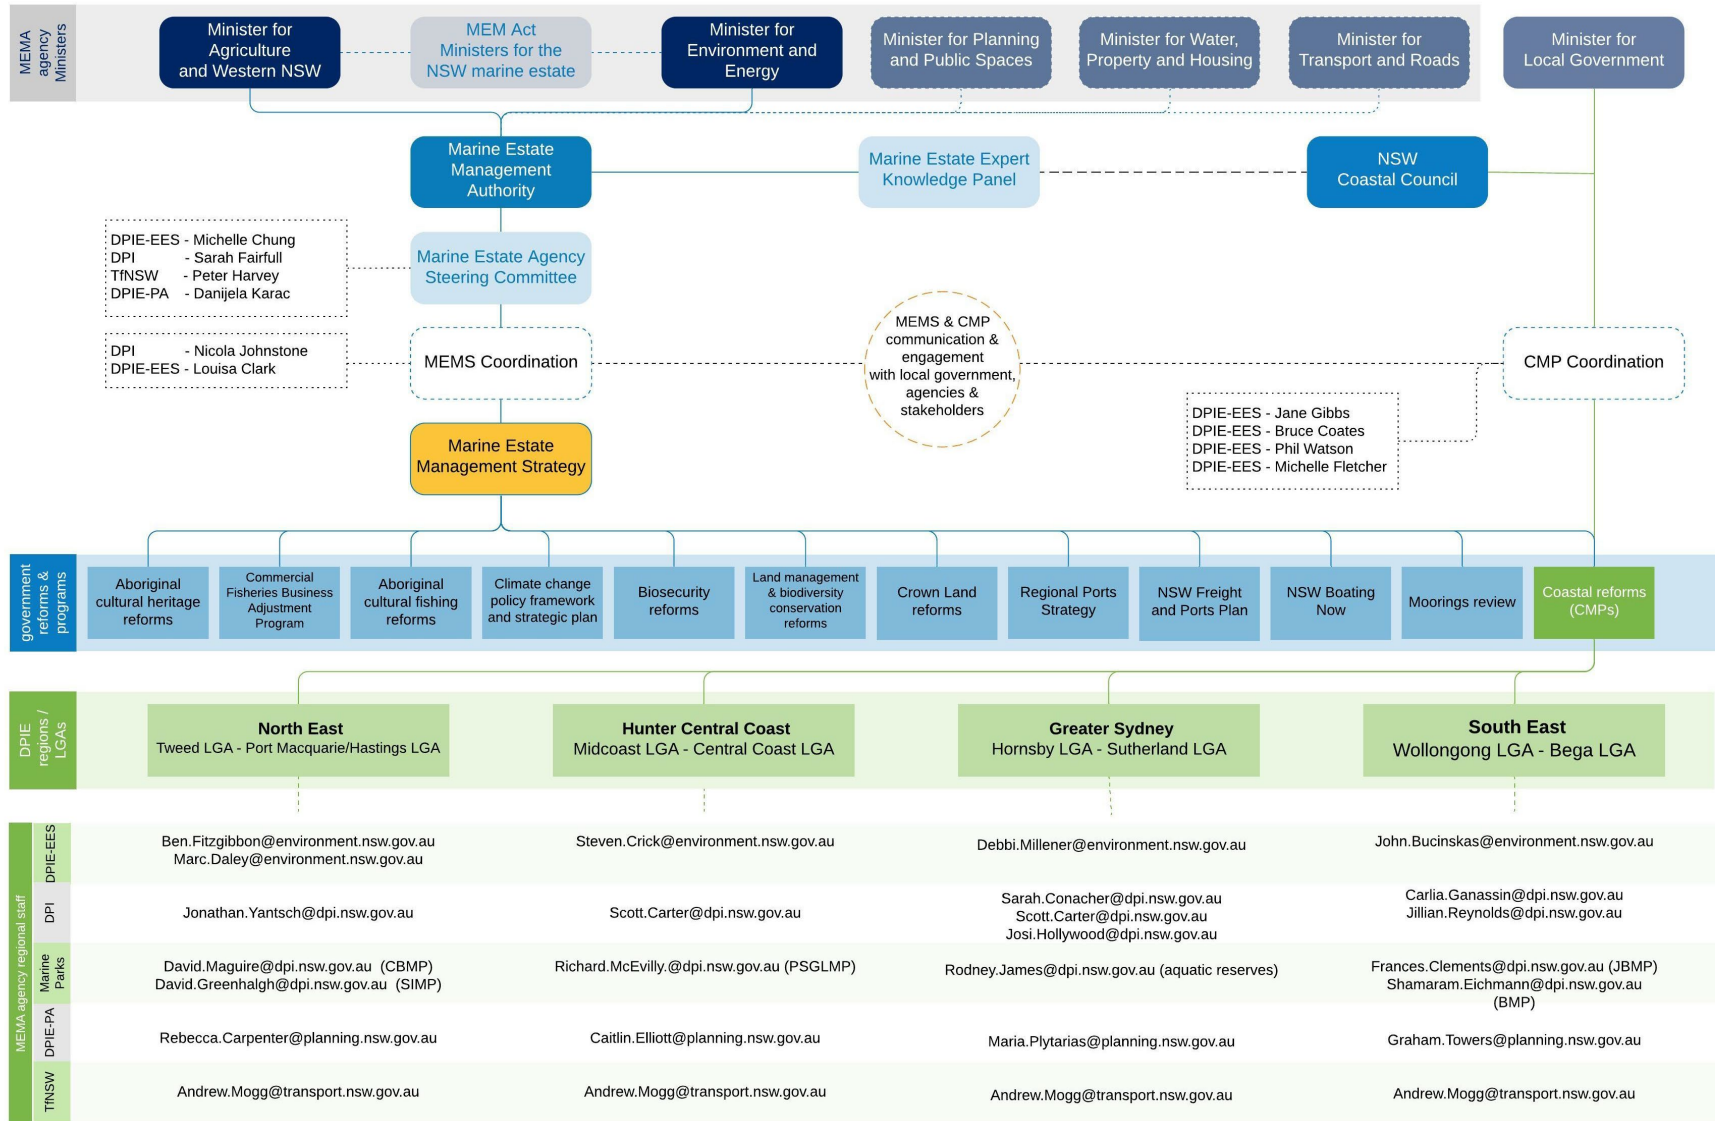 MEMA
agency
Ministers
Minister for
Agriculture
and Western NSW
MEM Act
Ministers for the
NSW marine estate
Minister for
Environment and
Energy
Minister for Planning
and Public Spaces
Minister for Water,
Property and Housing
Minister for
Transport and Roads
Minister for
Local Government
Marine Estate
Management
Authority
Marine Estate Expert
Knowledge Panel
NSW
Coastal Council
DPIE-EES - Michelle Chung
DPI - Sarah Fairfull
TfNSW - Peter Harvey
DPIE-PA - Danijela Karac
Marine Estate Agency
Steering Committee
DPI - Nicola Johnstone
DPIE-EES - Louisa Clark
MEMS Coordination
MEMS & CMP
communication &
engagement
with local government,
agencies &
stakeholders
CMP Coordination
DPIE-EES - Jane Gibbs
DPIE-EES - Bruce Coates
DPIE-EES - Phil Watson
DPIE-EES - Michelle Fletcher
Marine Estate
Management Strategy
government
reforms &
programs
Aboriginal
cultural heritage
reforms
Commercial
Fisheries Business
Adjustment
Program
Aboriginal
cultural fishing
reforms
Climate change
policy framework
and strategic plan
Biosecurity
reforms
Land management
& biodiversity
conservation
reforms
Crown Land
reforms
Regional Ports
Strategy
NSW Freight
and Ports Plan
NSW Boating
Now
Moorings review
Coastal reforms
(CMPs)
DPIE
regions /
LGAs
North East
Tweed LGA - Port Macquarie/Hastings LGA
Hunter Central Coast
Midcoast LGA - Central Coast LGA
Greater Sydney
Hornsby LGA - Sutherland LGA
South East
Wollongong LGA - Bega LGA
MEMA agency regional staff
DPIE-EES
Ben.Fitzgibbon@environment.nsw.gov.au
Marc.Daley@environment.nsw.gov.au
Steven.Crick@environment.nsw.gov.au
Debbi.Millener@environment.nsw.gov.au
John.Bucinskas@environment.nsw.gov.au
DPI
Jonathan.Yantsch@dpi.nsw.gov.au
Scott.Carter@dpi.nsw.gov.au
Sarah.Conacher@dpi.nsw.gov.au
Scott.Carter@dpi.nsw.gov.au
Josi.Hollywood@dpi.nsw.gov.au
Carlia.Ganassin@dpi.nsw.gov.au
Jillian.Reynolds@dpi.nsw.gov.au
Marine
Parks
David.Maguire@dpi.nsw.gov.au (CBMP)
David.Greenhalgh@dpi.nsw.gov.au (SIMP)
Richard.McEvilly.@dpi.nsw.gov.au (PSGLMP)
Rodney.James@dpi.nsw.gov.au (aquatic reserves)
Frances.Clements@dpi.nsw.gov.au (JBMP)
Shamaram.Eichmann@dpi.nsw.gov.au
(BMP)
DPIE-PA
Rebecca.Carpenter@planning.nsw.gov.au
Caitlin.Elliott@planning.nsw.gov.au
Maria.Plytarias@planning.nsw.gov.au
Graham.Towers@planning.nsw.gov.au
TfNSW
Andrew.Mogg@transport.nsw.gov.au
Andrew.Mogg@transport.nsw.gov.au
Andrew.Mogg@transport.nsw.gov.au
Andrew.Mogg@transport.nsw.gov.au